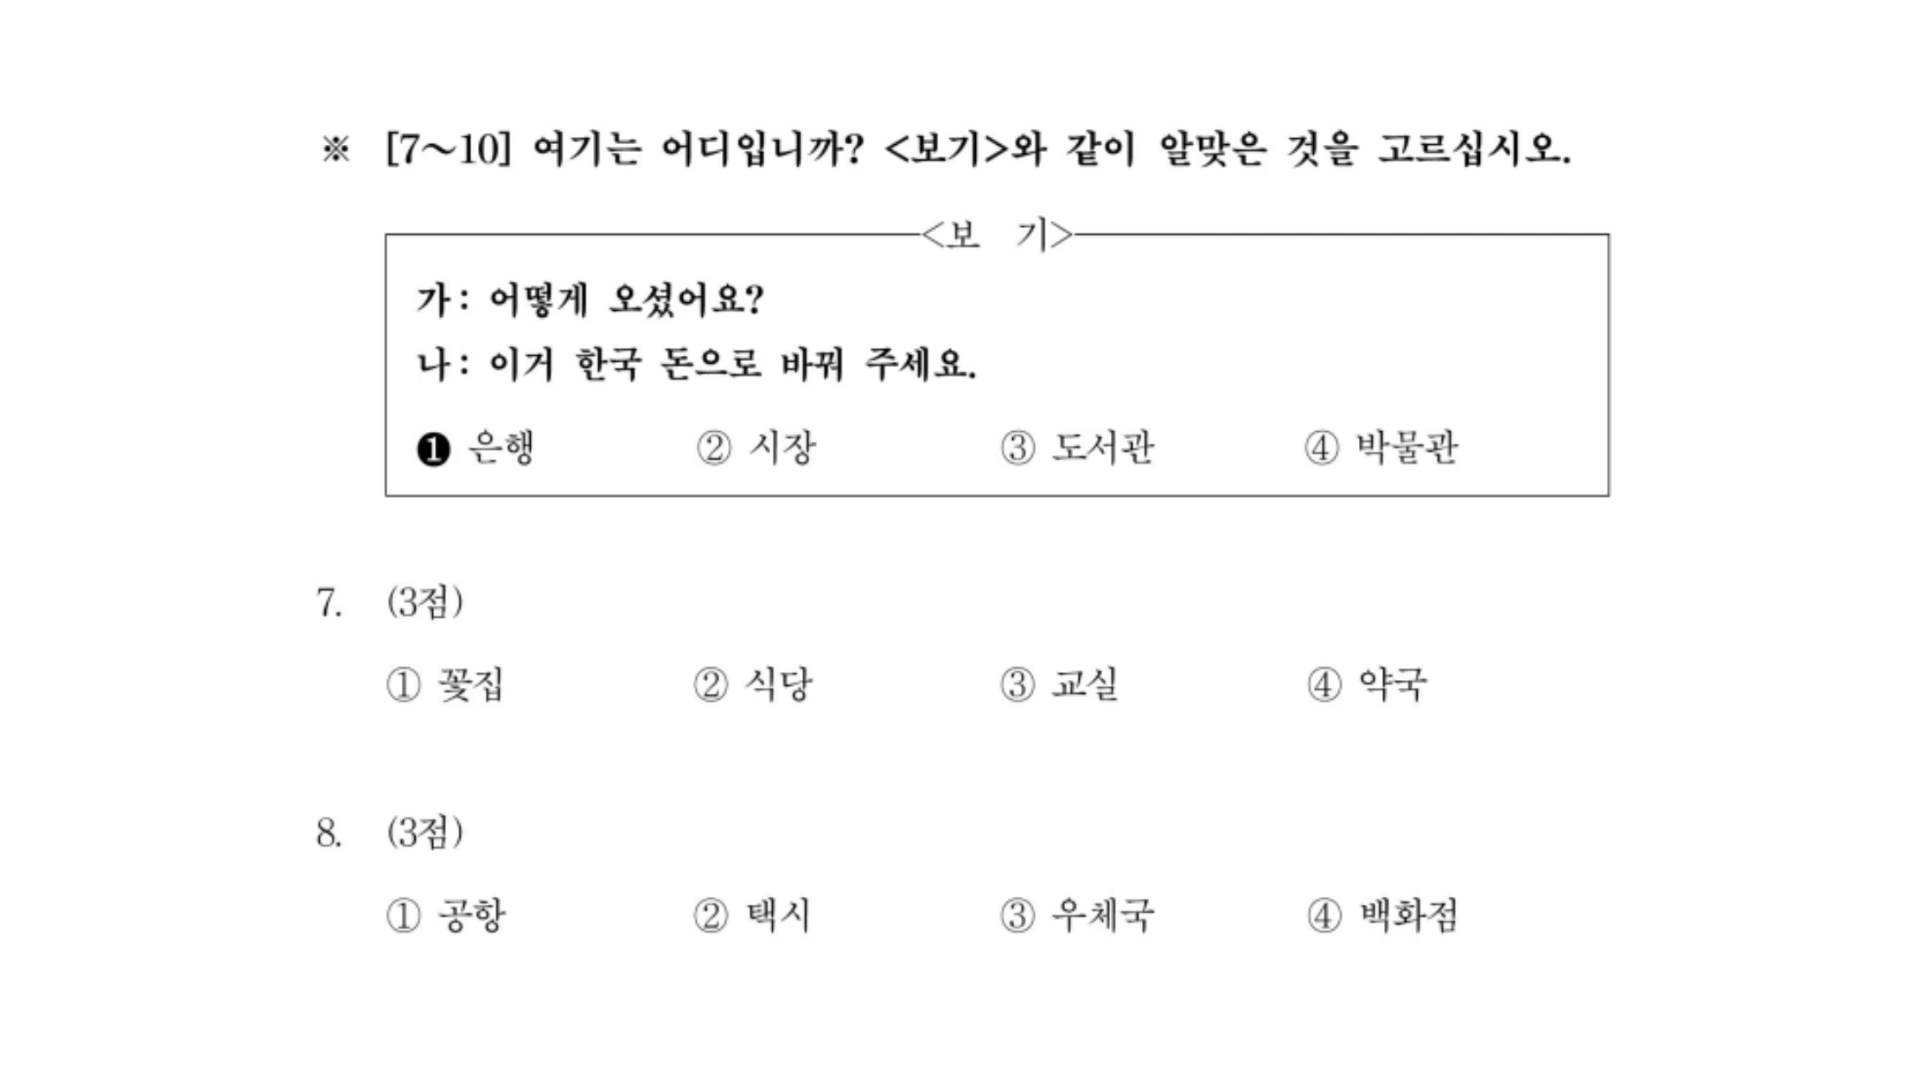 ※ [7～10] 여기는 어디입니까? <보기>와 같이 알맞은 것을 고르십시오.
<보 기>
가: 어떻게 오셨어요?
나: 이거 한국 돈으로 바꿔 주세요.
❶ 은행 ② 시장 ③ 도서관 ④ 박물관
7. (3점)
① 꽃집 ② 식당 ③ 교실 ④ 약국
8. (3점)
① 공항 ② 택시 ③ 우체국 ④ 백화점